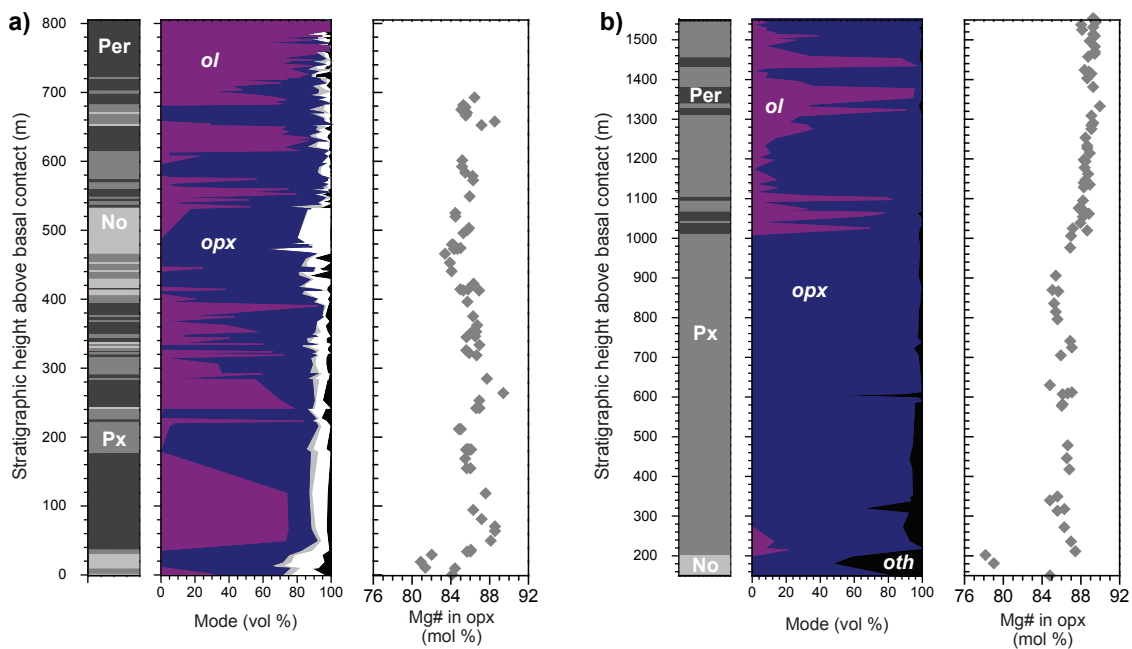 a)
Stratigraphic height above basal contact (m)
800
700
600
500
400
300
200
100
0
Per
No
Px
ol
opx
0 20 40 60 80 100
Mode (vol %)
76 80 84 88 92
Mg# in opx
(mol %)
b)
Stratigraphic height above basal contact (m)
1500
1400
1300
1200
1100
1000
900
800
700
600
500
400
300
200
Per
Px
No
ol
opx
oth
0 20 40 60 80 100
Mode (vol %)
76 80 84 88 92
Mg# in opx
(mol %)